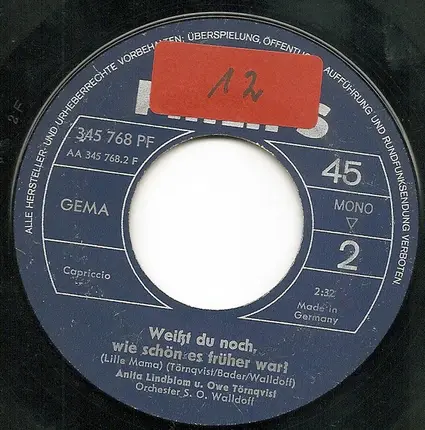 ALLE HERSTELLER- UND URHEBERRECHTE VORBEHALTEN; ÜBERSPIELUNG, ÖFFENTLICHE AUFFÜHRUNG UND RUNDFUNKSENDUNG VERBOTEN
12
345 768 PF
AA 345 768.2 F
45
GEMA
MONO
2
Capriccio
2:32
Made in
Germany
Weißt du noch,
wie schön es früher war?
(Lille Mama) (Törnqvist/Bader/Walldoff)
Anita Lindblom u. Owe Törnqvist
Orchester S. O. Walldoff
2 F